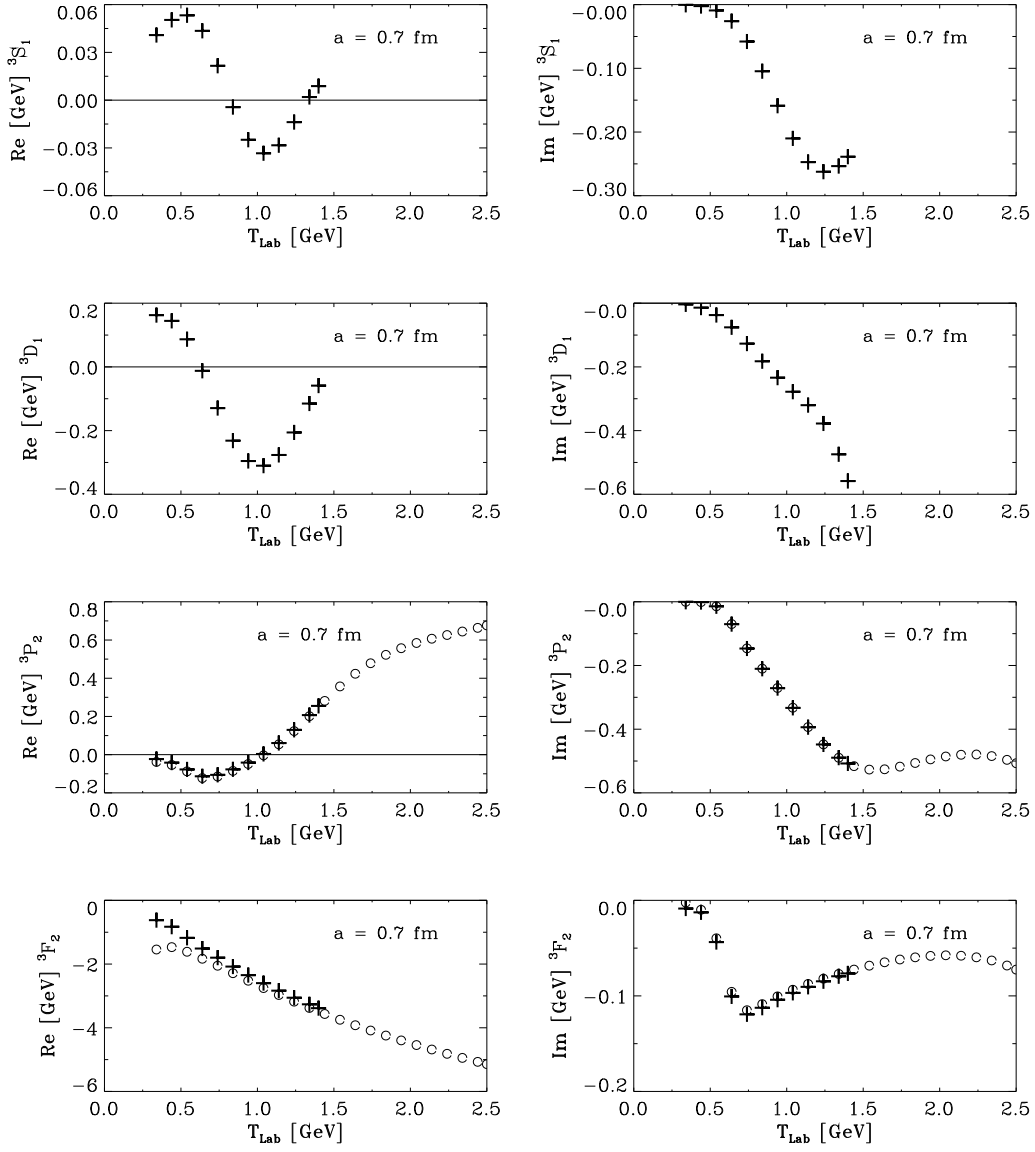 Re [GeV] ³S₁
0.06
0.03
0.00
−0.03
−0.06
a = 0.7 fm
0.0 0.5 1.0 1.5 2.0 2.5
T_Lab [GeV]
Im [GeV] ³S₁
−0.00
−0.10
−0.20
−0.30
a = 0.7 fm
0.0 0.5 1.0 1.5 2.0 2.5
T_Lab [GeV]
Re [GeV] ³D₁
0.2
0.0
−0.2
−0.4
a = 0.7 fm
0.0 0.5 1.0 1.5 2.0 2.5
T_Lab [GeV]
Im [GeV] ³D₁
−0.0
−0.2
−0.4
−0.6
a = 0.7 fm
0.0 0.5 1.0 1.5 2.0 2.5
T_Lab [GeV]
Re [GeV] ³P₂
0.8
0.6
0.4
0.2
−0.0
−0.2
a = 0.7 fm
0.0 0.5 1.0 1.5 2.0 2.5
T_Lab [GeV]
Im [GeV] ³P₂
−0.0
−0.2
−0.4
−0.6
a = 0.7 fm
0.0 0.5 1.0 1.5 2.0 2.5
T_Lab [GeV]
Re [GeV] ³F₂
0
−2
−4
−6
a = 0.7 fm
0.0 0.5 1.0 1.5 2.0 2.5
T_Lab [GeV]
Im [GeV] ³F₂
0.0
−0.1
−0.2
a = 0.7 fm
0.0 0.5 1.0 1.5 2.0 2.5
T_Lab [GeV]